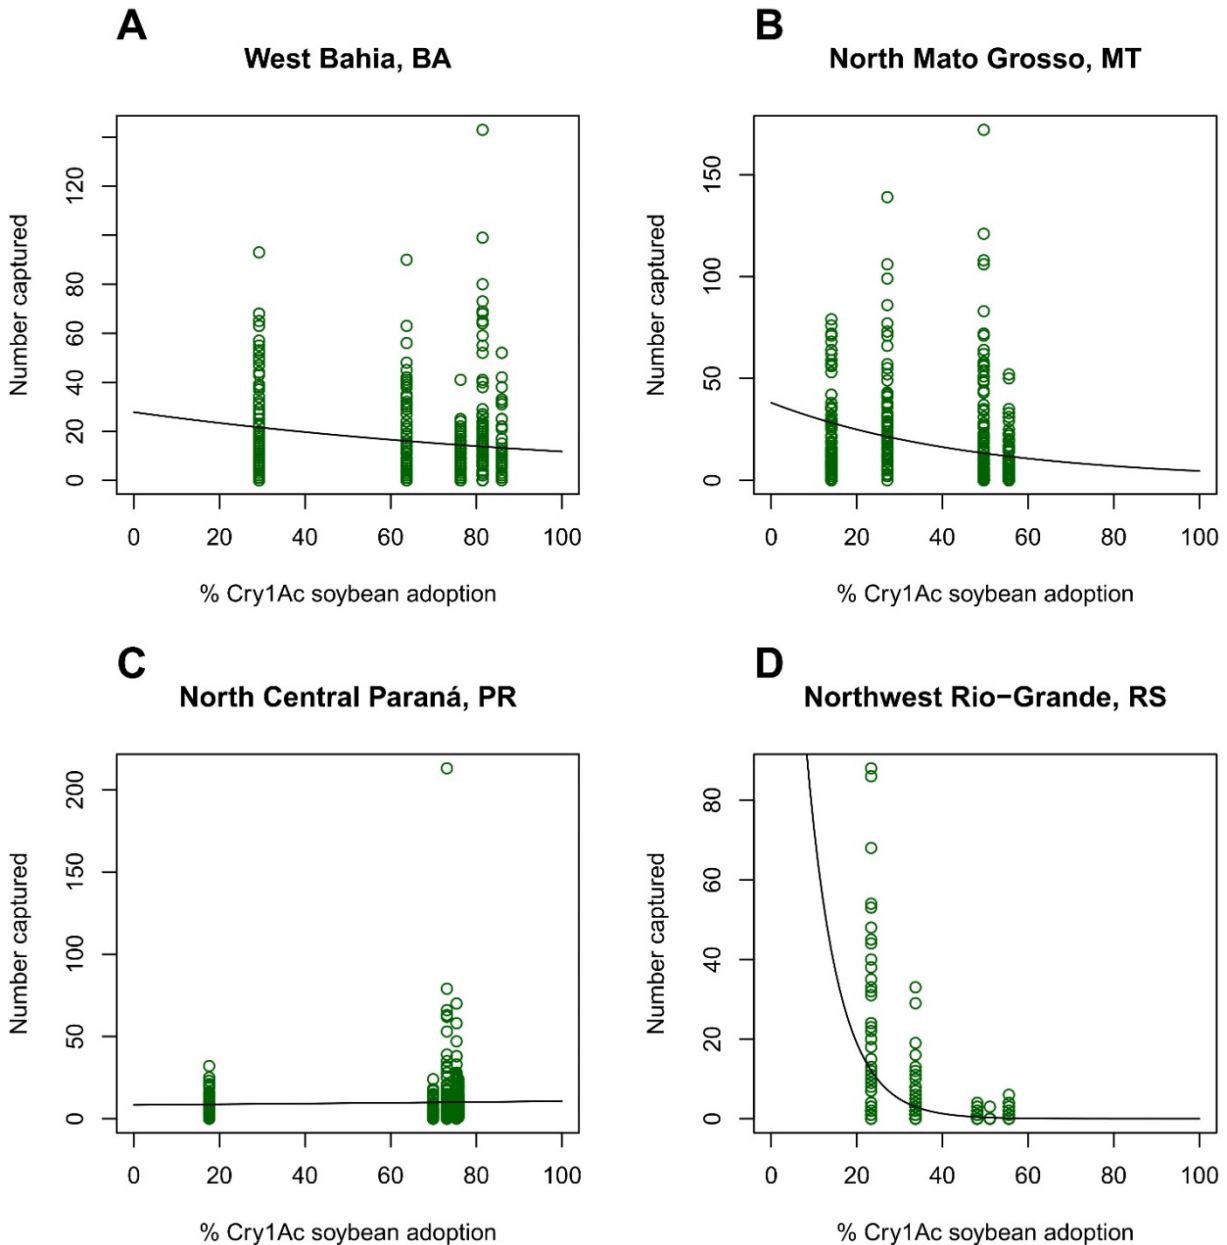 A
West Bahia, BA
Number captured
0 20 40 60 80 120
0 20 40 60 80 100
% Cry1Ac soybean adoption
B
North Mato Grosso, MT
Number captured
0 50 100 150
0 20 40 60 80 100
% Cry1Ac soybean adoption
C
North Central Paraná, PR
Number captured
0 50 100 150 200
0 20 40 60 80 100
% Cry1Ac soybean adoption
D
Northwest Rio−Grande, RS
Number captured
0 20 40 60 80
0 20 40 60 80 100
% Cry1Ac soybean adoption